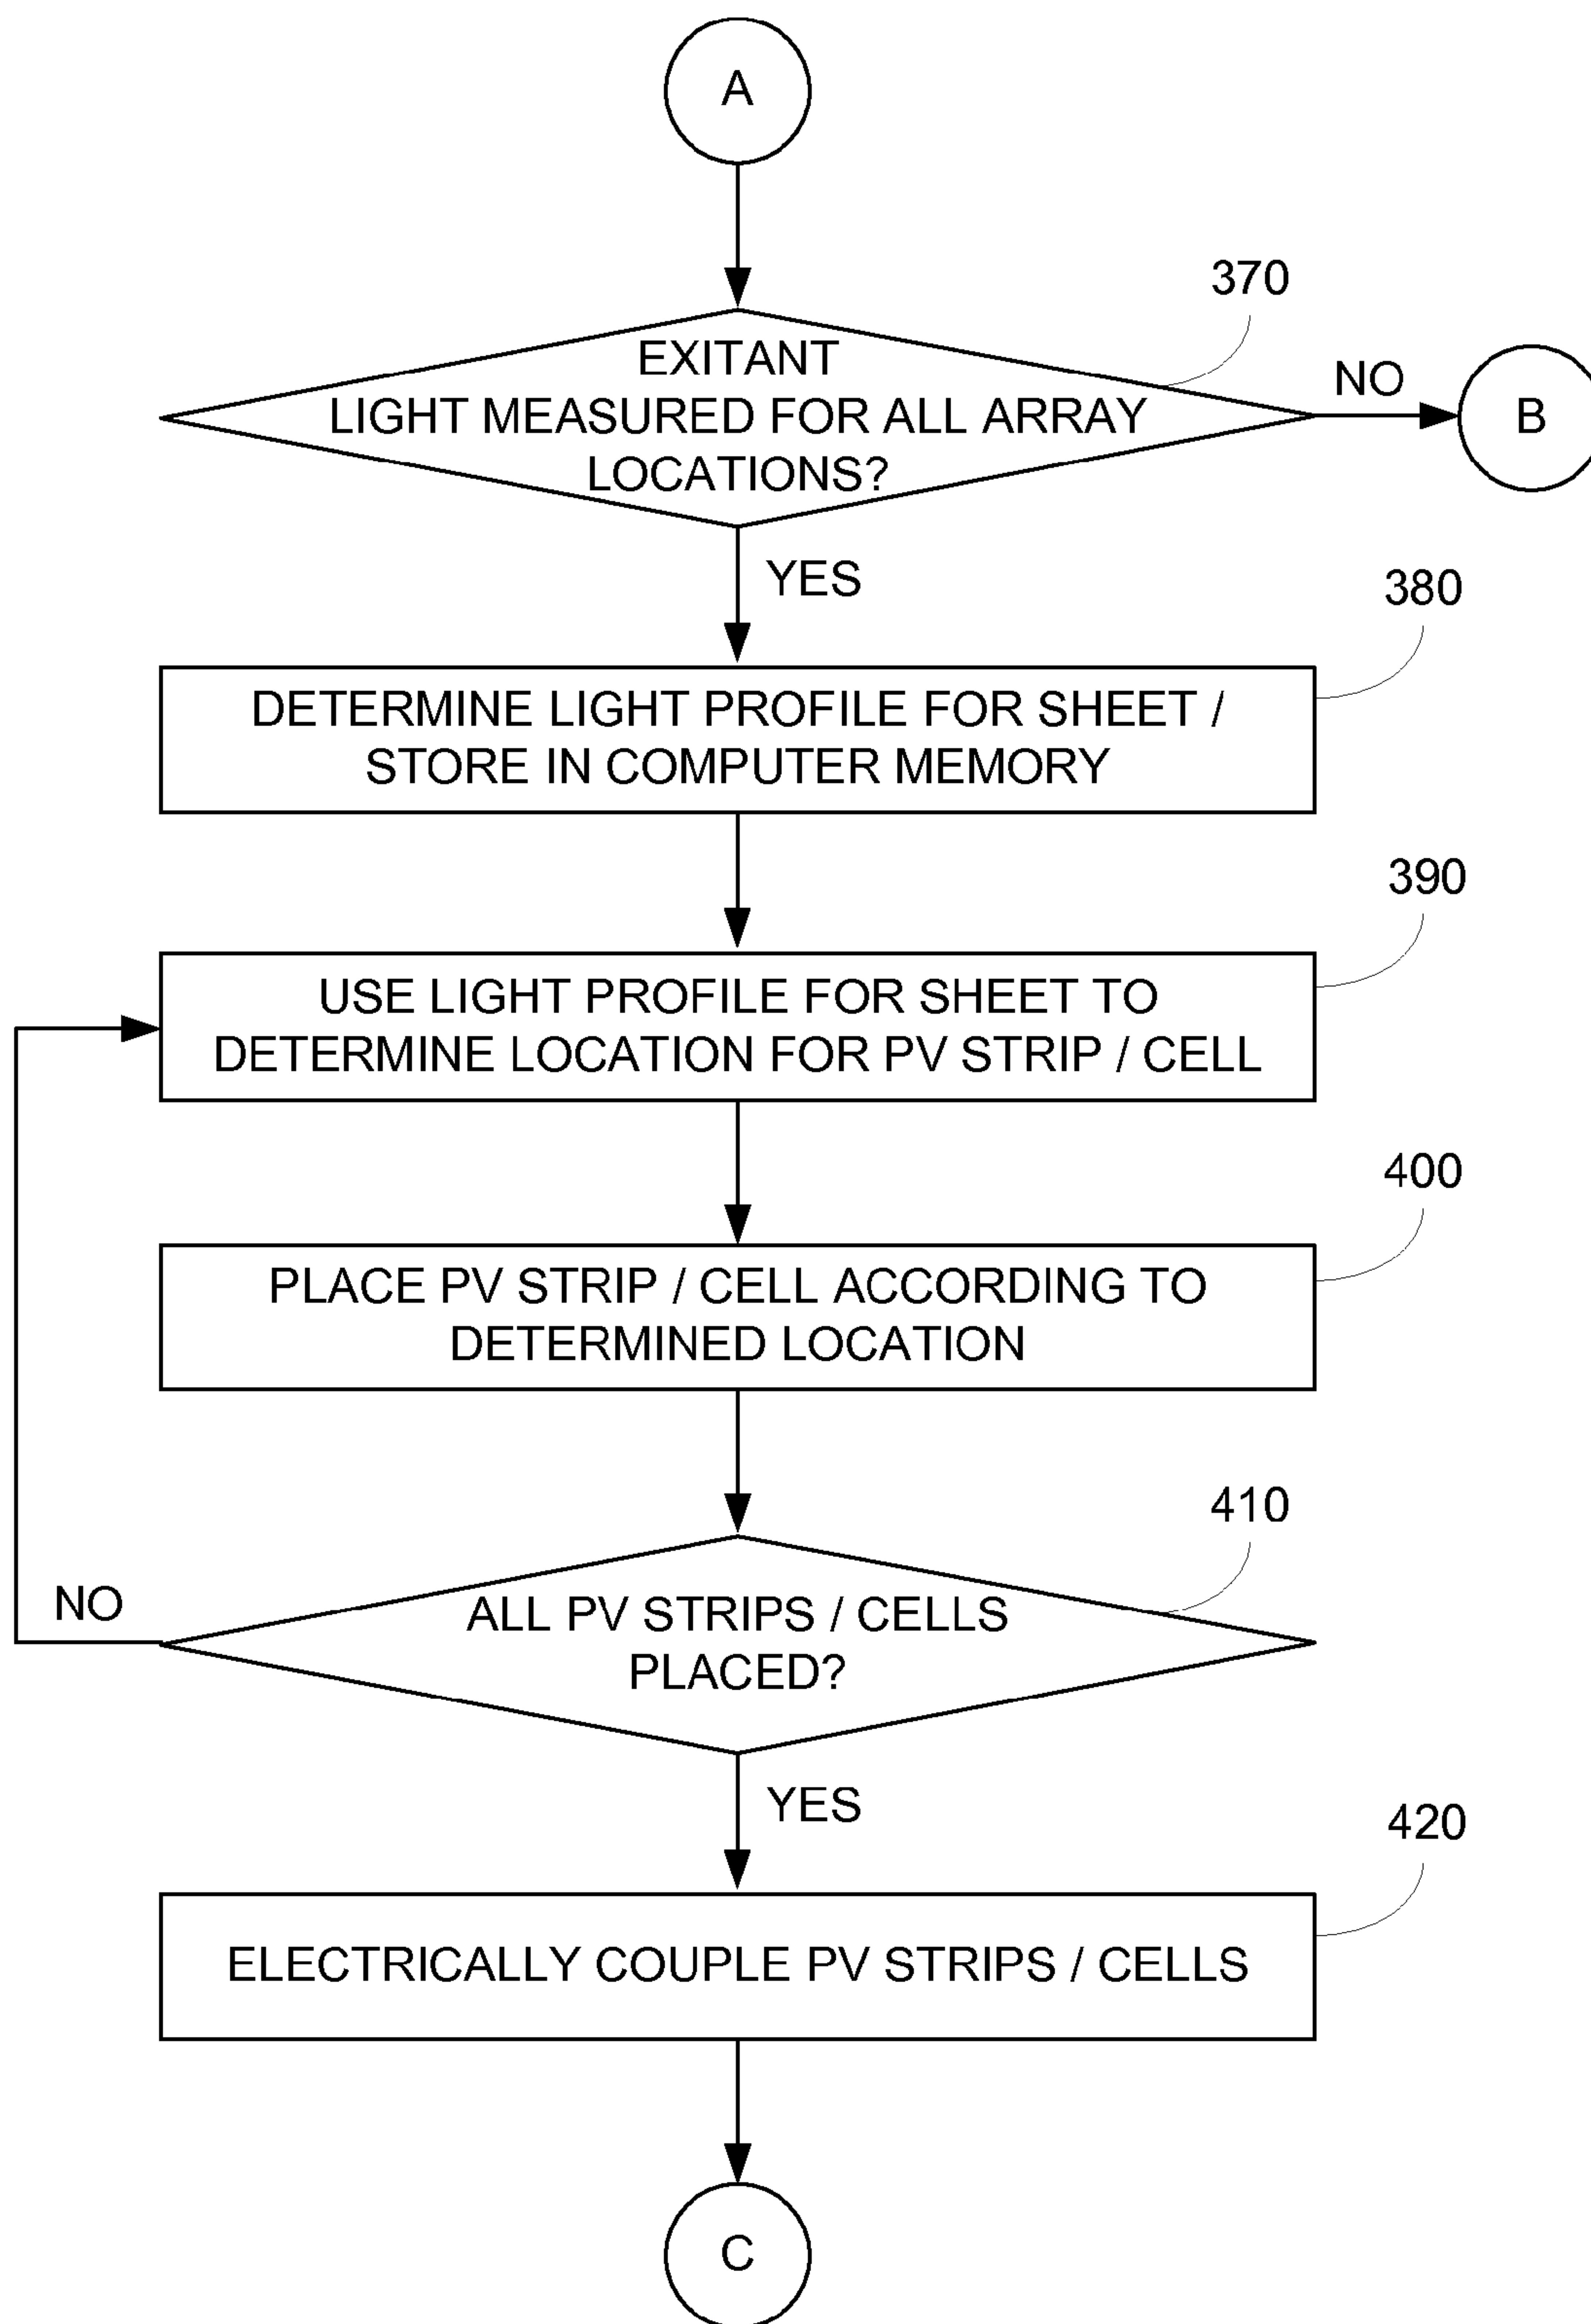 A
370
EXITANT
LIGHT MEASURED FOR ALL ARRAY
LOCATIONS?
NO
B
YES
380
DETERMINE LIGHT PROFILE FOR SHEET /
STORE IN COMPUTER MEMORY
390
USE LIGHT PROFILE FOR SHEET TO
DETERMINE LOCATION FOR PV STRIP / CELL
400
PLACE PV STRIP / CELL ACCORDING TO
DETERMINED LOCATION
410
NO
ALL PV STRIPS / CELLS
PLACED?
YES
420
ELECTRICALLY COUPLE PV STRIPS / CELLS
C